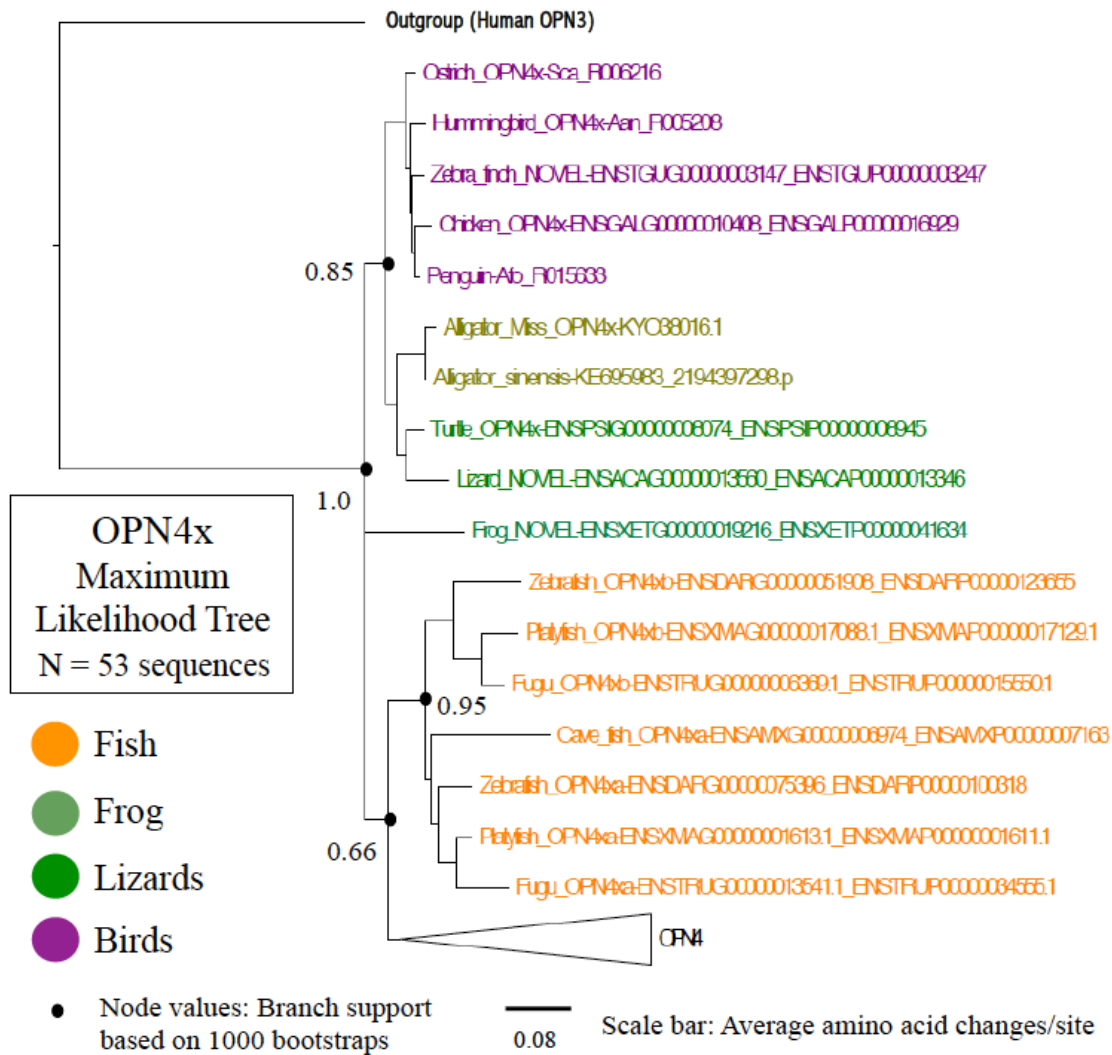 Outgroup (Human OPN3)
Ostrich_OPN4x-Sca_R006216
Hummingbird_OPN4x-Aan_R005208
Zebra_finch_NOVEL-ENSTGUG00000003147_ENSTGUP00000003247
0.85
Chicken_OPN4x-ENSGALG00000010408_ENSGALP00000016929
Penguin-Afo_R015633
Alligator_Miss_OPN4x-KYO38016.1
Alligator_sinensis-KE695983_2194397298.p
Turtle_OPN4x-ENSPSIG00000008074_ENSPSIP00000008945
Lizard_NOVEL-ENSACAG00000013560_ENSACAP00000013346
1.0
Frog_NOVEL-ENSXETG00000019216_ENSXETP00000041634
OPN4x
Maximum
Likelihood Tree
N = 53 sequences
Zebrafish_OPN4xb-ENSDARG00000051908_ENSDARP00000123655
Platyfish_OPN4xb-ENSXMAG00000017088.1_ENSXMAP00000017129.1
Fugu_OPN4xb-ENSTRUG00000006369.1_ENSTRUP00000015550.1
0.95
Cave_fish_OPN4xa-ENSAMXG00000006974_ENSAMXP00000007163
Zebrafish_OPN4xa-ENSDARG00000075396_ENSDARP00000100318
Platyfish_OPN4xa-ENSXMAG00000001613.1_ENSXMAP00000001611.1
0.66
Fugu_OPN4xa-ENSTRUG00000013541.1_ENSTRUP00000034555.1
OPN4
Fish
Frog
Lizards
Birds
Node values: Branch support
based on 1000 bootstraps
0.08
Scale bar: Average amino acid changes/site